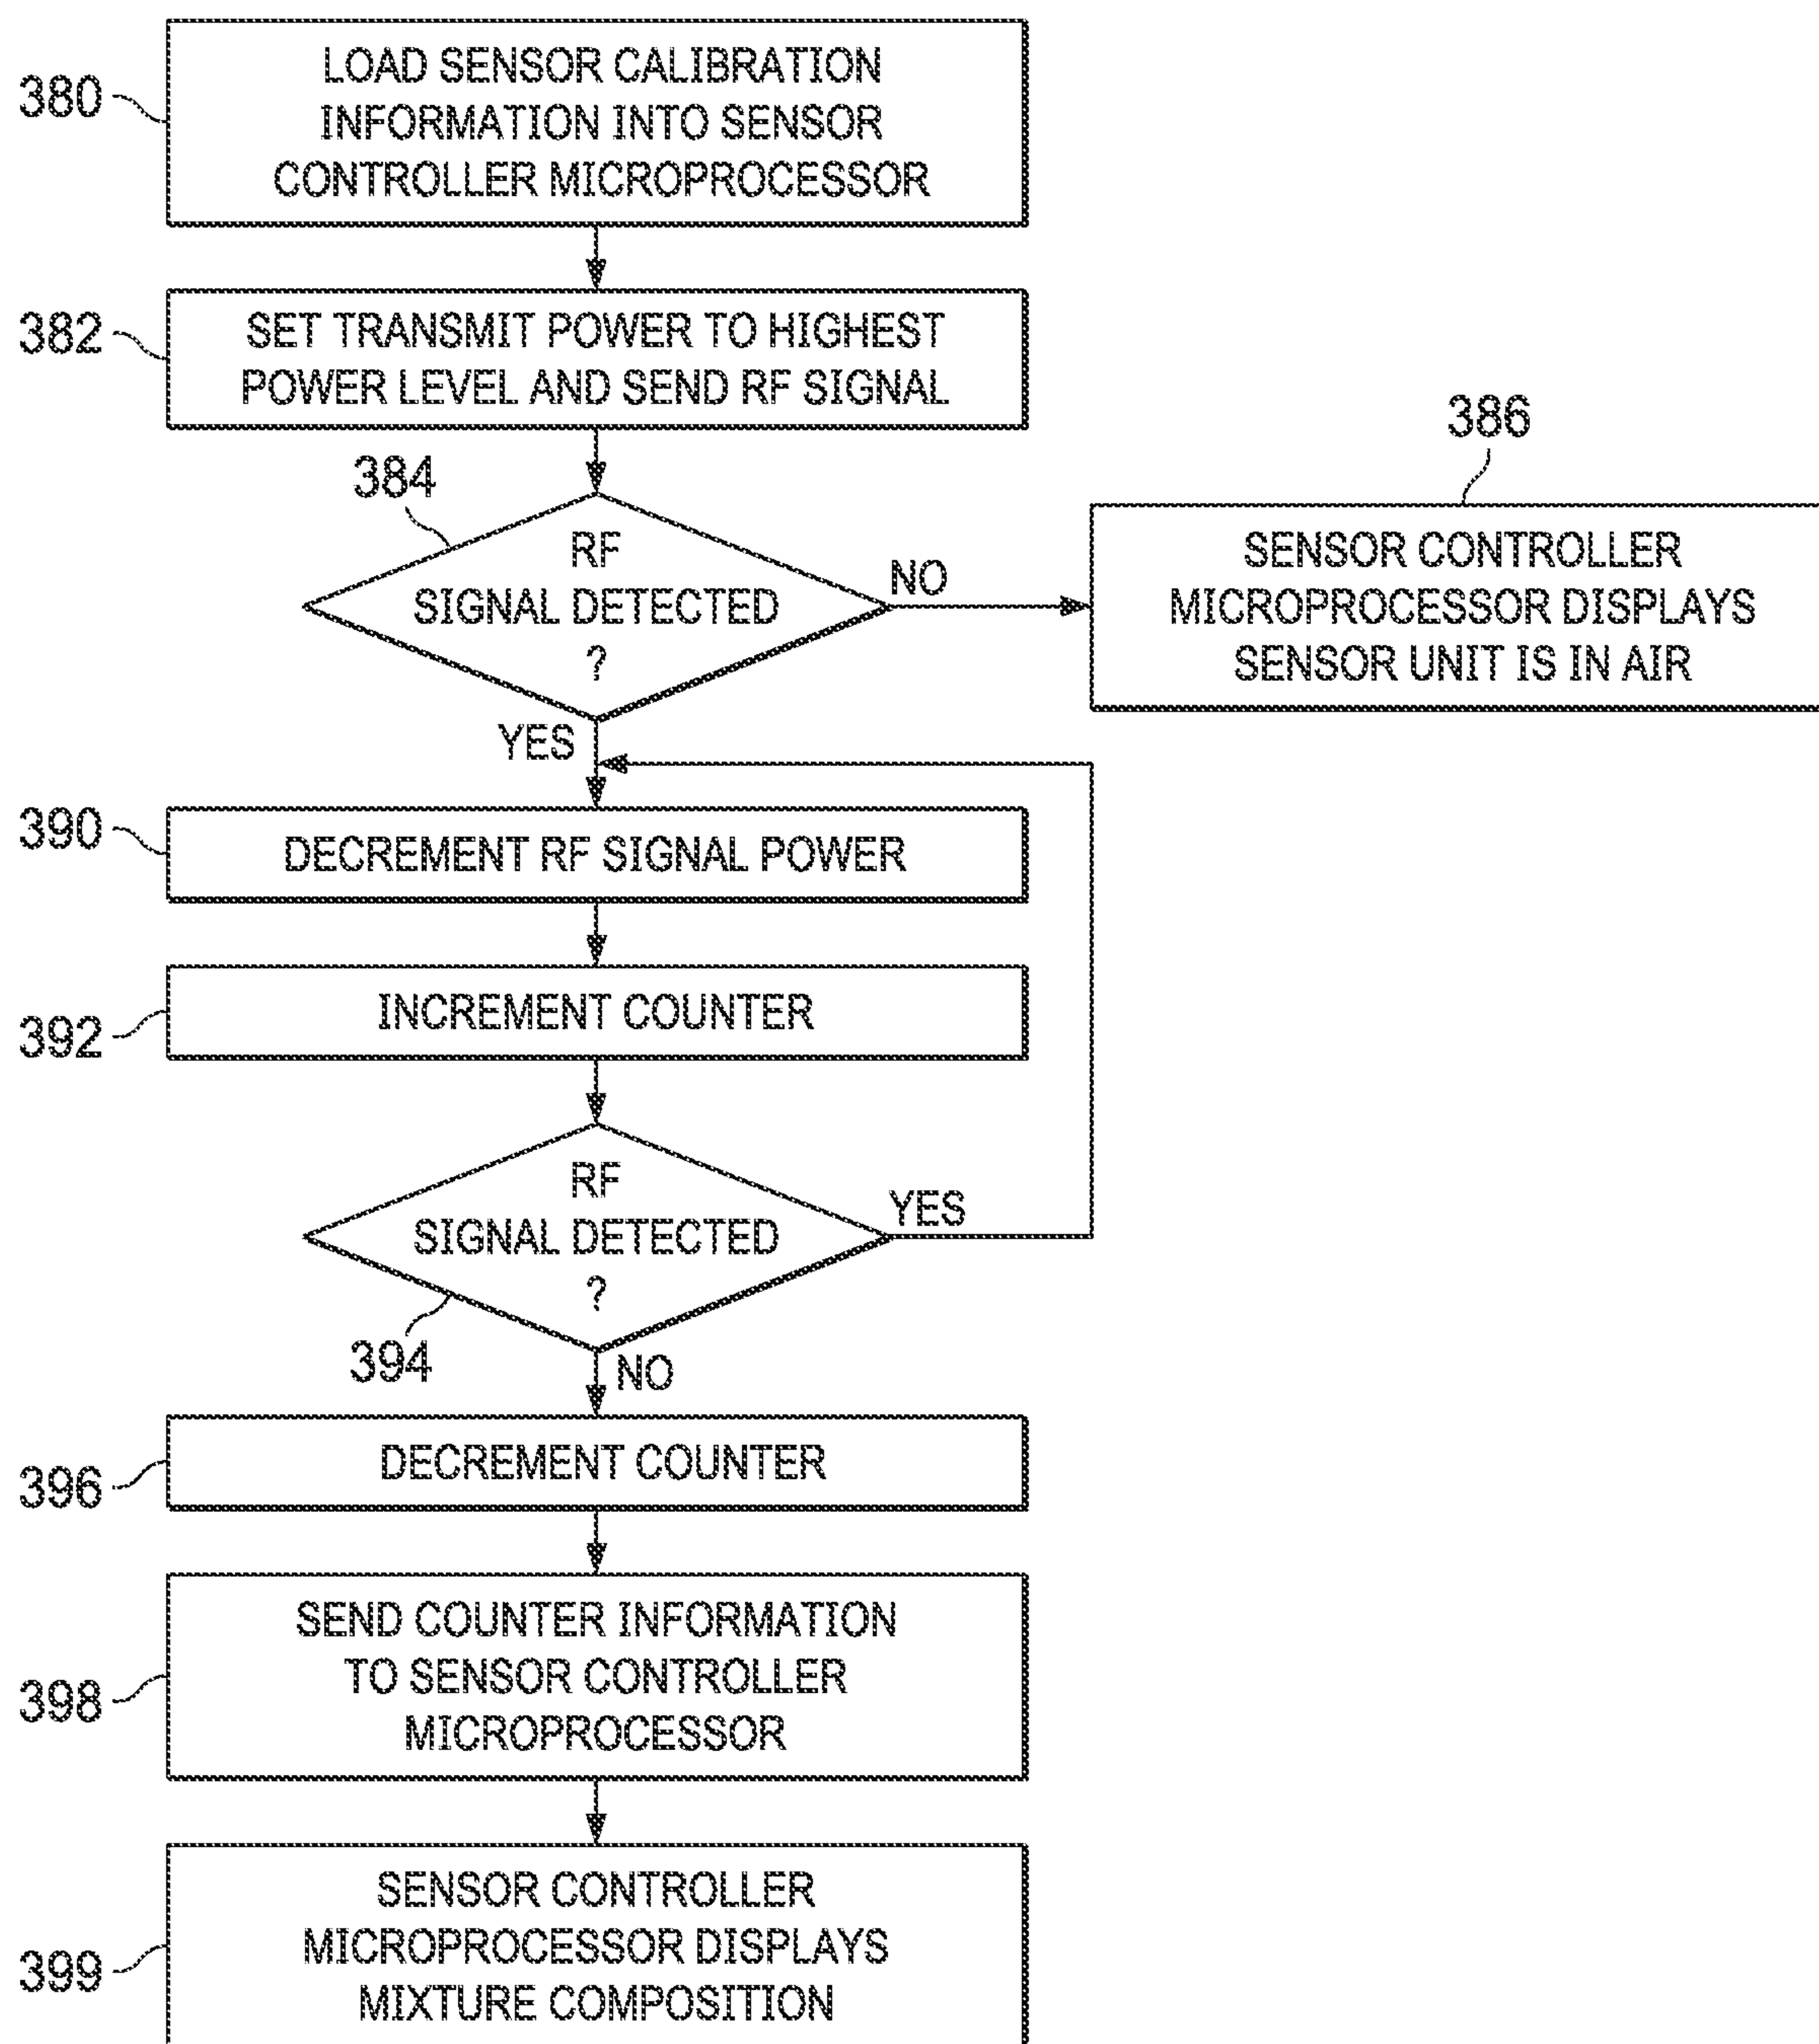 380
LOAD SENSOR CALIBRATION
INFORMATION INTO SENSOR
CONTROLLER MICROPROCESSOR
382
SET TRANSMIT POWER TO HIGHEST
POWER LEVEL AND SEND RF SIGNAL
384
RF
SIGNAL DETECTED
?
NO
386
SENSOR CONTROLLER
MICROPROCESSOR DISPLAYS
SENSOR UNIT IS IN AIR
YES
390
DECREMENT RF SIGNAL POWER
392
INCREMENT COUNTER
RF
SIGNAL DETECTED
?
YES
394
NO
396
DECREMENT COUNTER
398
SEND COUNTER INFORMATION
TO SENSOR CONTROLLER
MICROPROCESSOR
399
SENSOR CONTROLLER
MICROPROCESSOR DISPLAYS
MIXTURE COMPOSITION